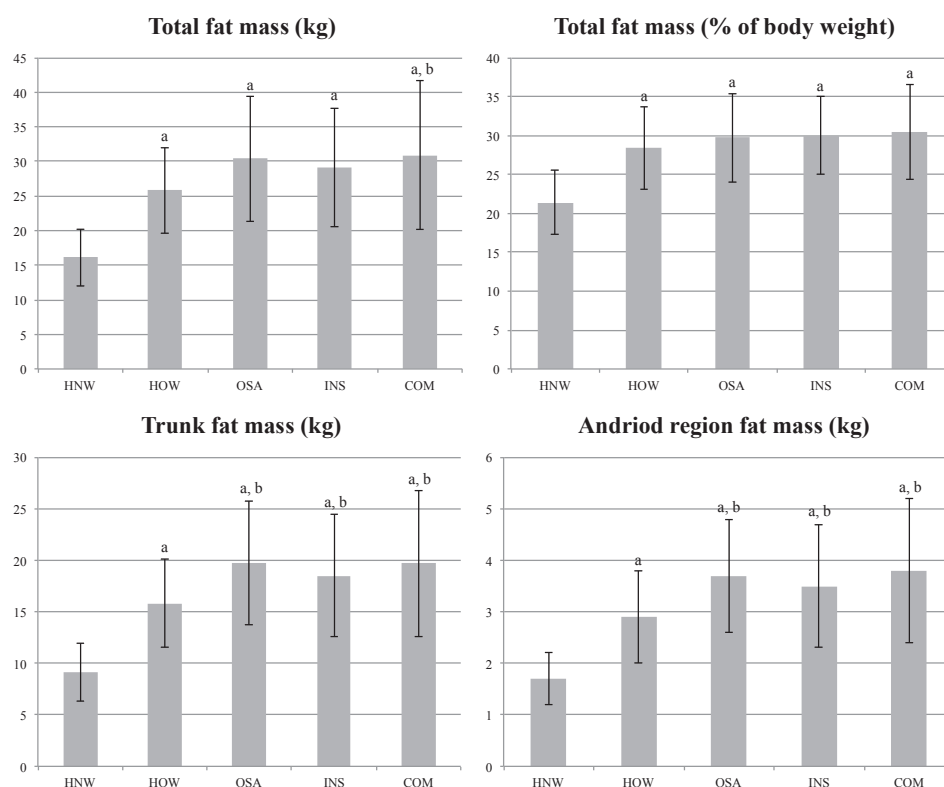 Total fat mass (kg)
45
40
35
30
25
20
15
10
5
0
a
a
a
a, b
HNW
HOW
OSA
INS
COM
Total fat mass (% of body weight)
40
35
30
25
20
15
10
5
0
a
a
a
a
HNW
HOW
OSA
INS
COM
Trunk fat mass (kg)
30
25
20
15
10
5
0
a
a, b
a, b
a, b
HNW
HOW
OSA
INS
COM
Andriod region fat mass (kg)
6
5
4
3
2
1
0
a
a, b
a, b
a, b
HNW
HOW
OSA
INS
COM